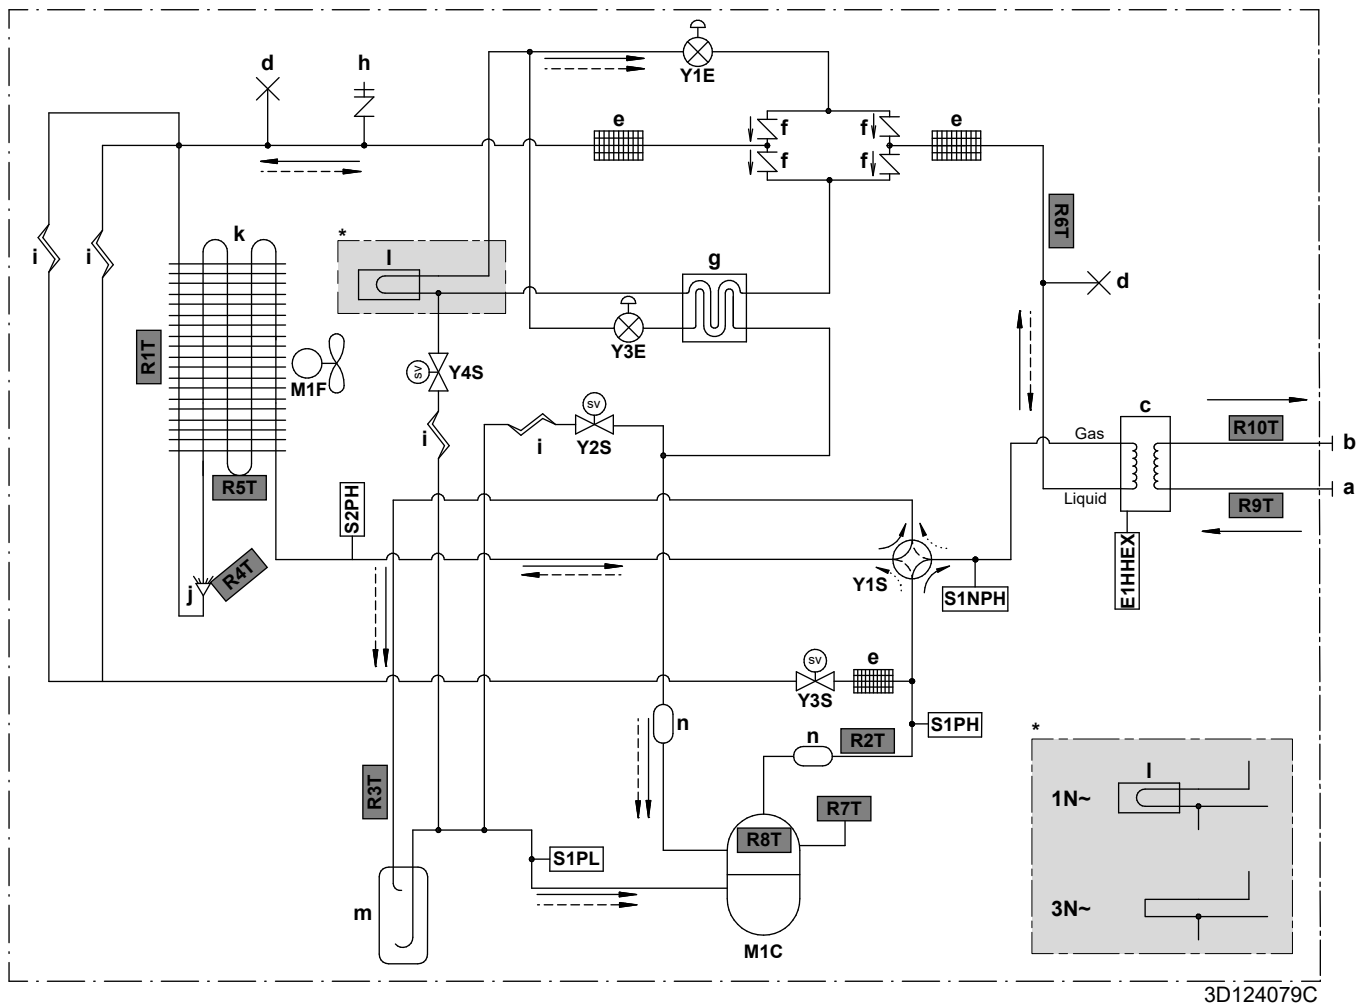 d
h
Y1E
e
f
f
e
f
f
R6T
k
*
l
g
i
i
d
R1T
M1F
Y3E
SV
Y4S
SV
i
i
Y2S
c
Gas
R10T
b
Liquid
R9T
a
R5T
S2PH
R4T
j
Y1S
S1NPH
E1HHEX
SV
e
Y3S
n
n
R2T
S1PH
*
R3T
R7T
R8T
l
1N~
S1PL
m
3N~
M1C
3D124079C